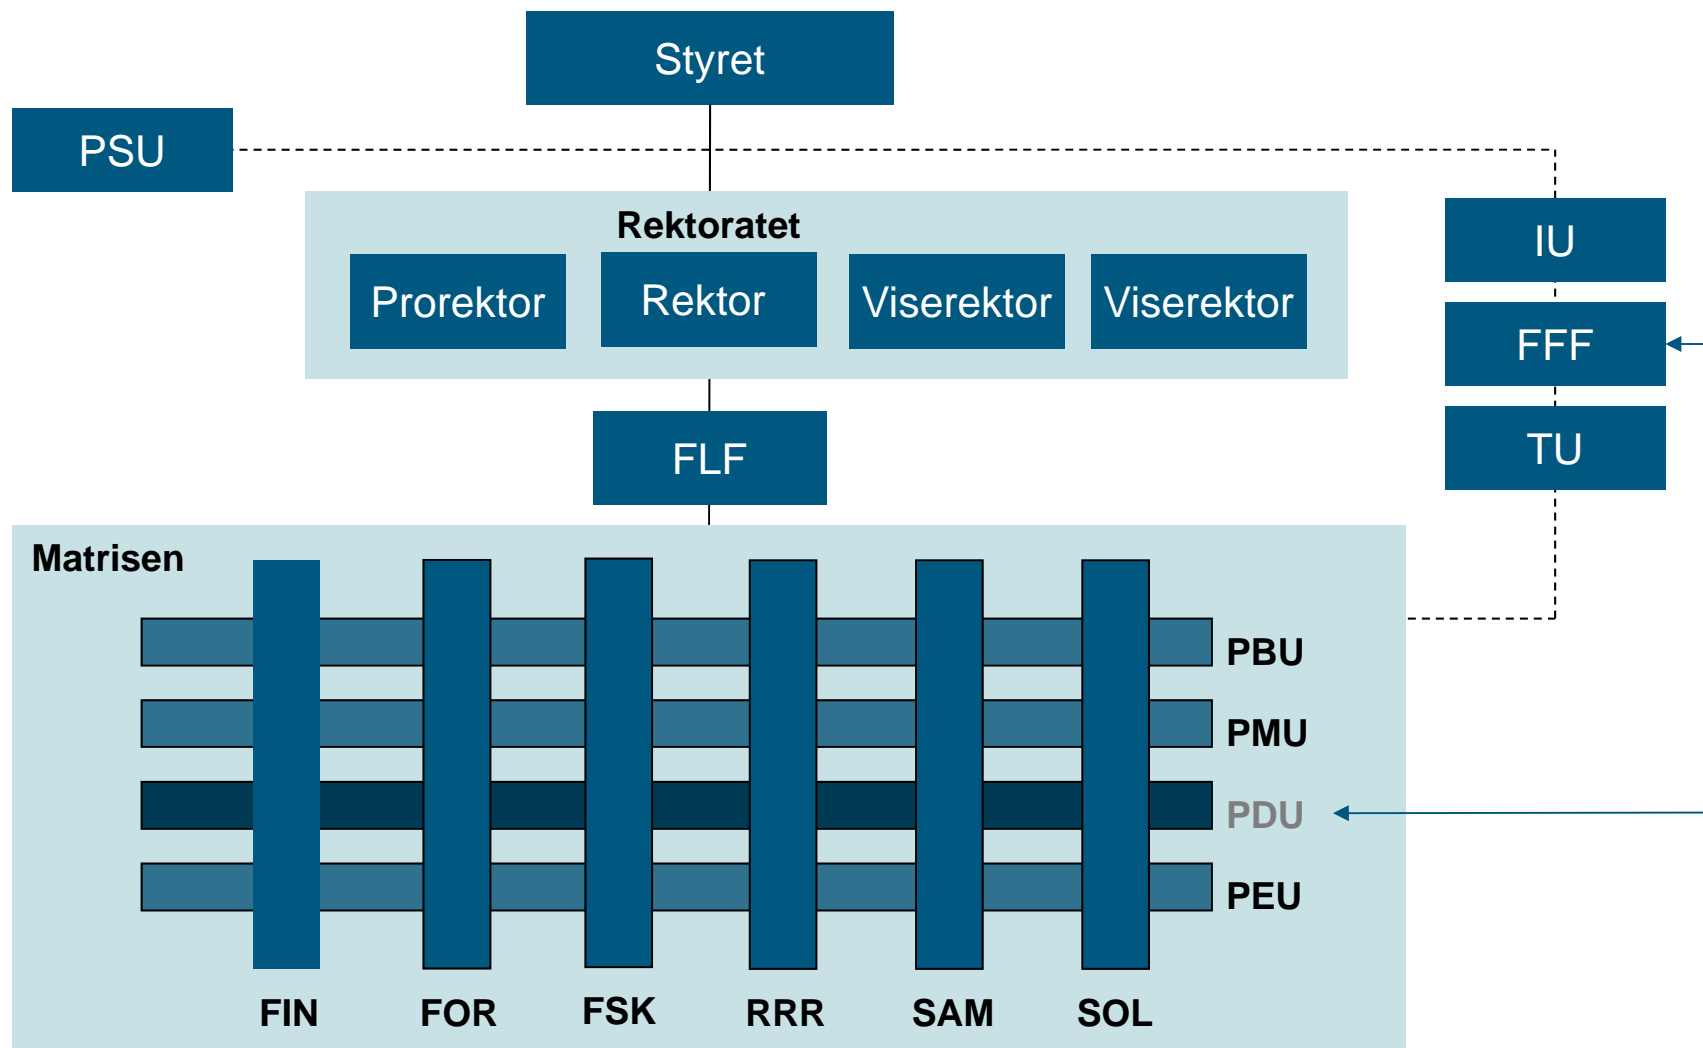 Styret
PSU
Rektoratet
Prorektor
Rektor
Viserektor
Viserektor
IU
FFF
TU
FLF
Matrisen
PBU
PMU
PDU
PEU
FIN
FOR
FSK
RRR
SAM
SOL